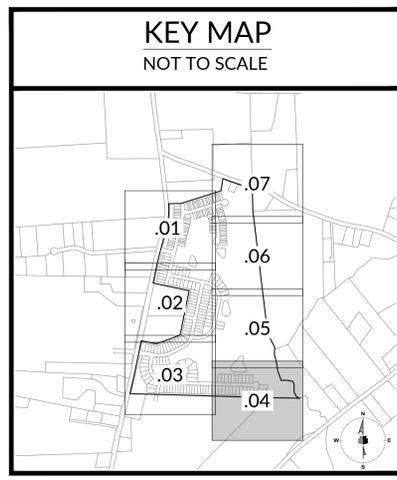 KEY MAP
NOT TO SCALE
.07
.01
.06
.02
.05
.03
.04
N
W E
S